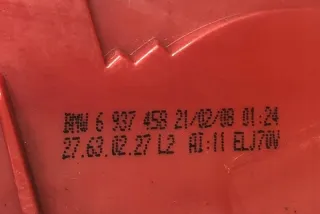 BMW 6 937 458 21/02/08 01:24
27.63.02.27 L2 AI:11 ELJ70V